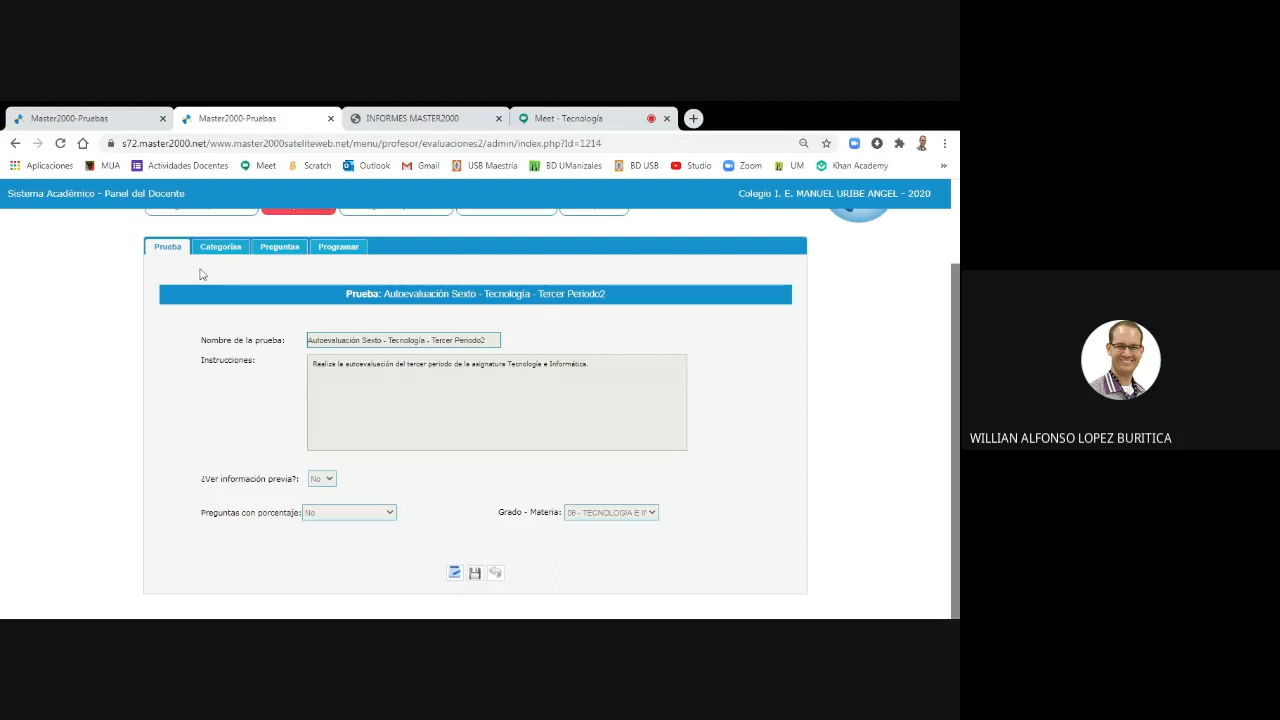 Master2000-Pruebas
Master2000-Pruebas
INFORMES MASTER2000
Meet - Tecnología
s72.master2000.net/www.master2000sateliteweb.net/menu/profesor/evaluaciones2/admin/index.php?Id=1214
Aplicaciones
MUA
Actividades Docentes
Meet
Scratch
Outlook
Gmail
USB Maestría
BD UManizales
BD USB
Studio
Zoom
UM
Khan Academy
»
Sistema Académico - Panel del Docente
Colegio I. E. MANUEL URIBE ANGEL - 2020
Prueba
Categorías
Preguntas
Programar
Prueba: Autoevaluación Sexto - Tecnología - Tercer Periodo2
Nombre de la prueba:
Autoevaluación Sexto - Tecnología - Tercer Periodo2
Instrucciones:
Realiza la autoevaluación del tercer periodo de la asignatura Tecnología e Informática.
¿Ver información previa?:
No
Preguntas con porcentaje:
No
Grado - Materia:
06 - TECNOLOGIA E IN
WILLIAN ALFONSO LOPEZ BURITICA